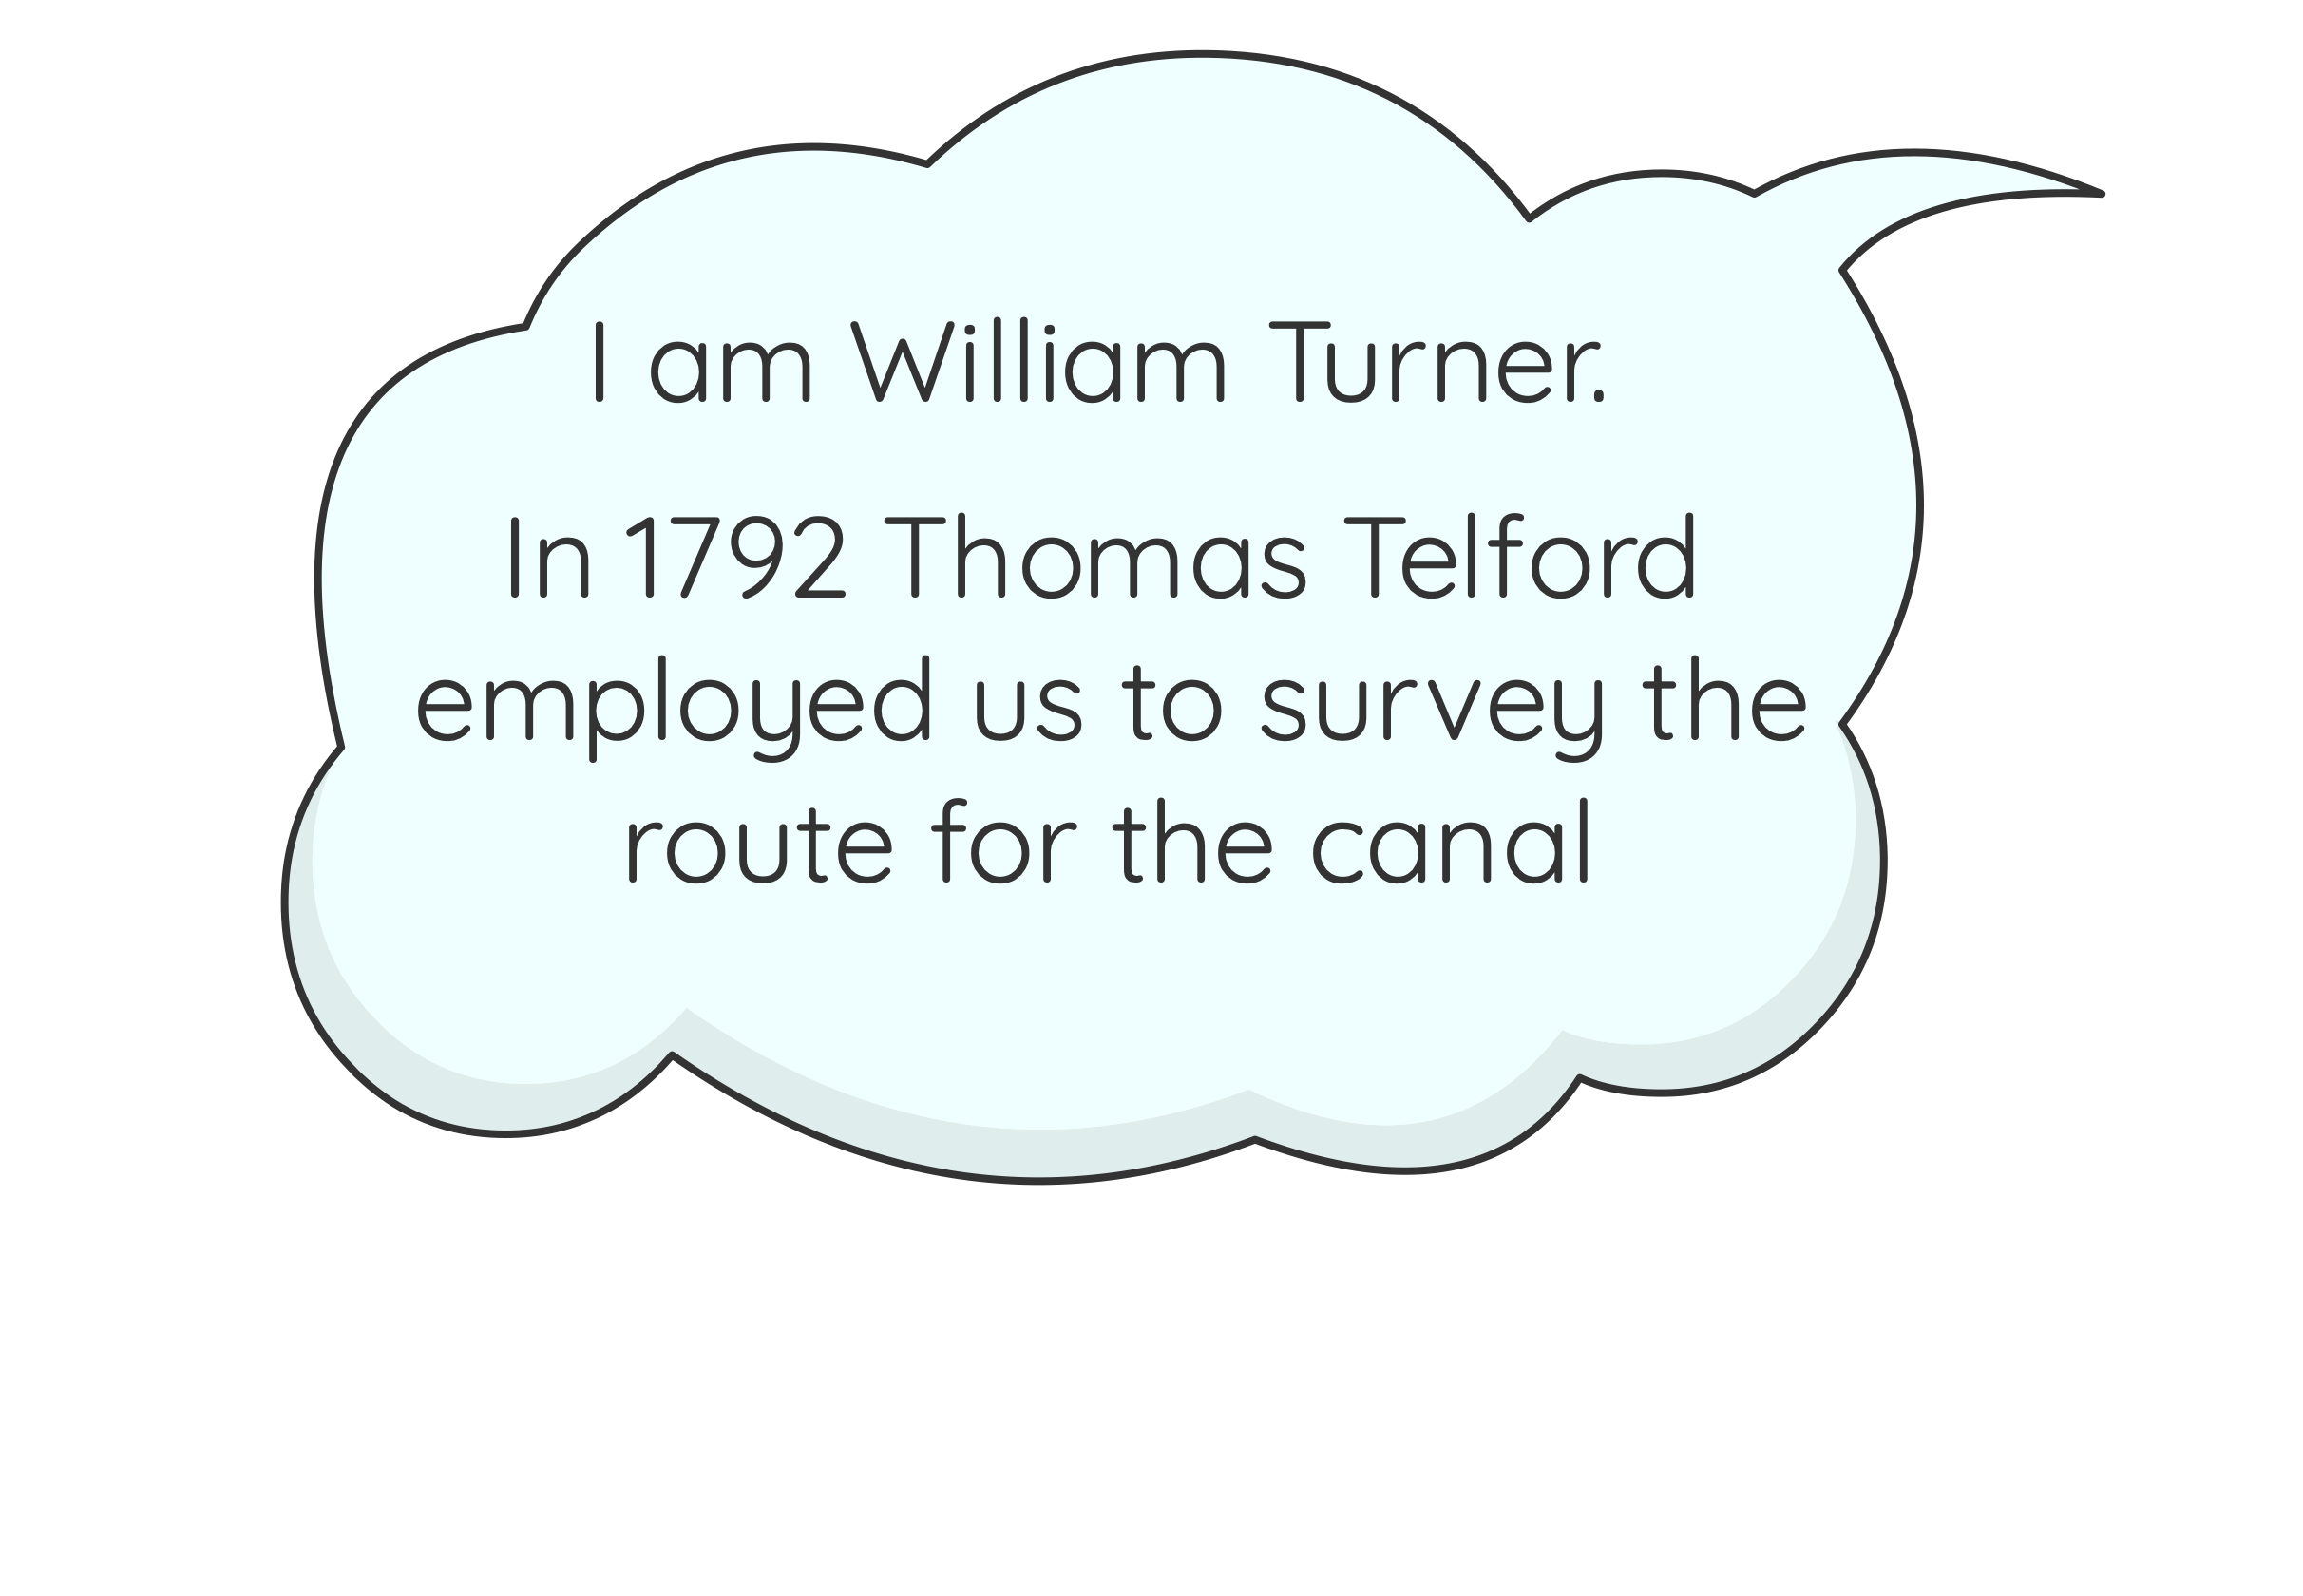 I am William Turner.
In 1792 Thomas Telford
employed us to survey the
route for the canal